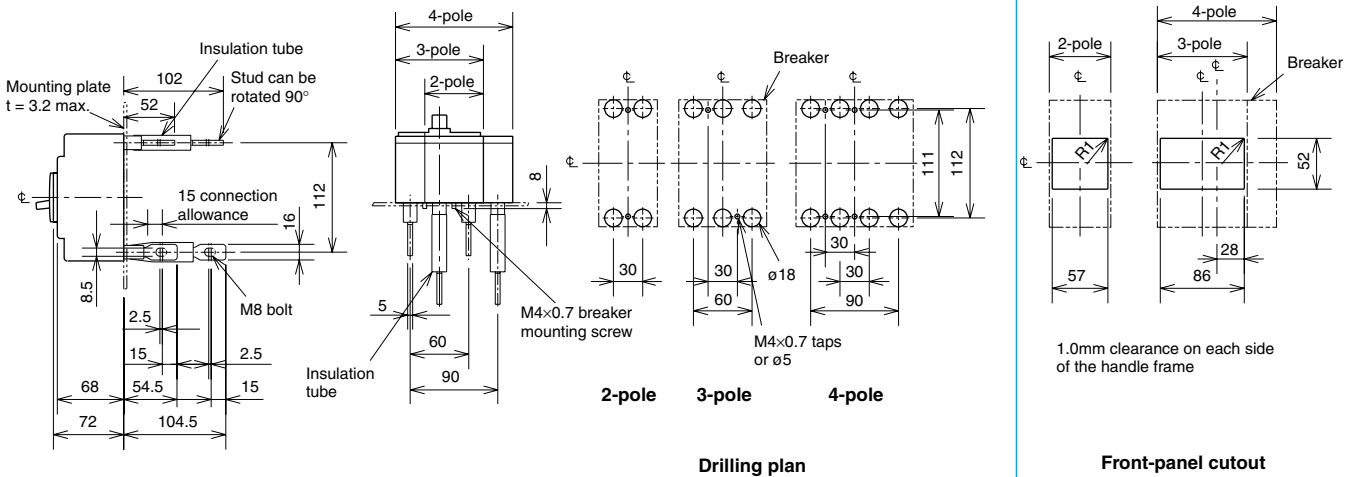 4-pole
3-pole
2-pole
Insulation tube
102
Stud can be
rotated 90°
Mounting plate
t = 3.2 max.
52
15 connection
allowance
112
16
8.5
M8 bolt
2.5
15
2.5
68
54.5
15
72
104.5
8
5
60
90
Insulation
tube
M4×0.7 breaker
mounting screw
Breaker
℄
℄
℄
℄
℄
111
112
30
30
60
30
30
90
ø18
M4×0.7 taps
or ø5
2-pole
3-pole
4-pole
Drilling plan
4-pole
2-pole
3-pole
℄
℄
℄
℄
Breaker
R1
R1
52
28
57
86
1.0mm clearance on each side
of the handle frame
Front-panel cutout